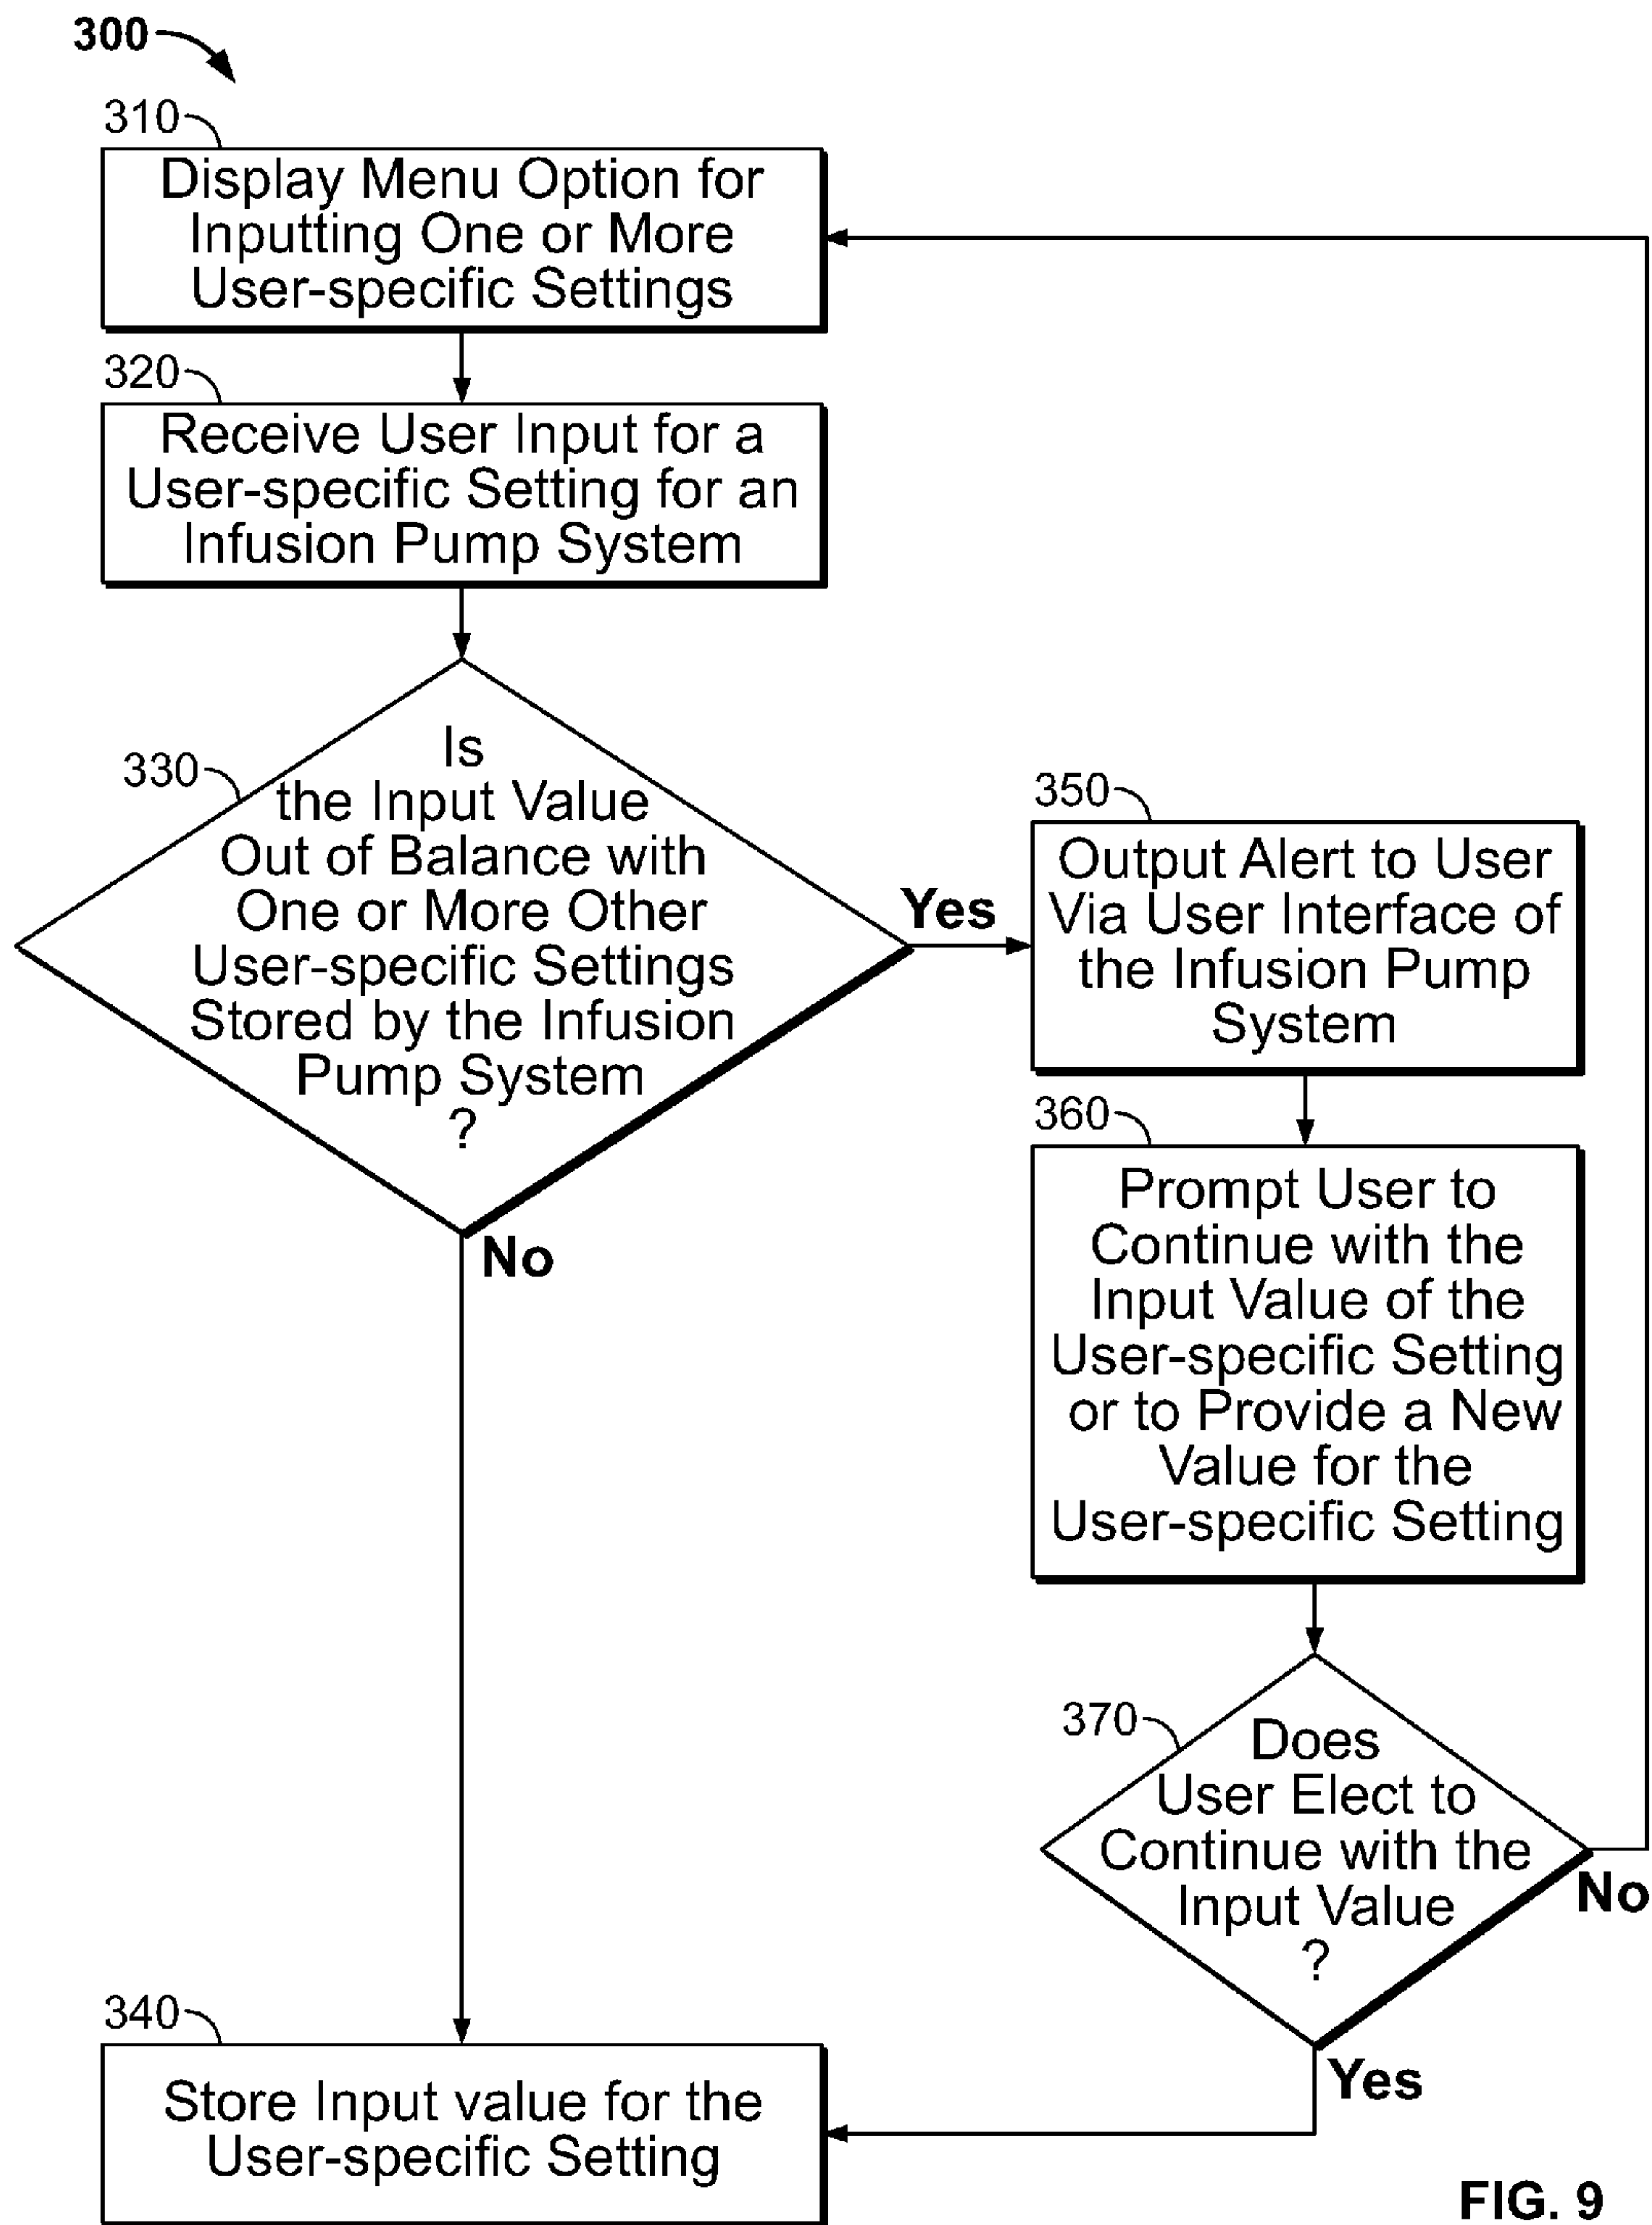 300
310
Display Menu Option for
Inputting One or More
User-specific Settings
320
Receive User Input for a
User-specific Setting for an
Infusion Pump System
330
Is
the Input Value
Out of Balance with
One or More Other
User-specific Settings
Stored by the Infusion
Pump System
?
Yes
No
350
Output Alert to User
Via User Interface of
the Infusion Pump
System
360
Prompt User to
Continue with the
Input Value of the
User-specific Setting
or to Provide a New
Value for the
User-specific Setting
370
Does
User Elect to
Continue with the
Input Value
?
No
Yes
340
Store Input value for the
User-specific Setting
FIG. 9